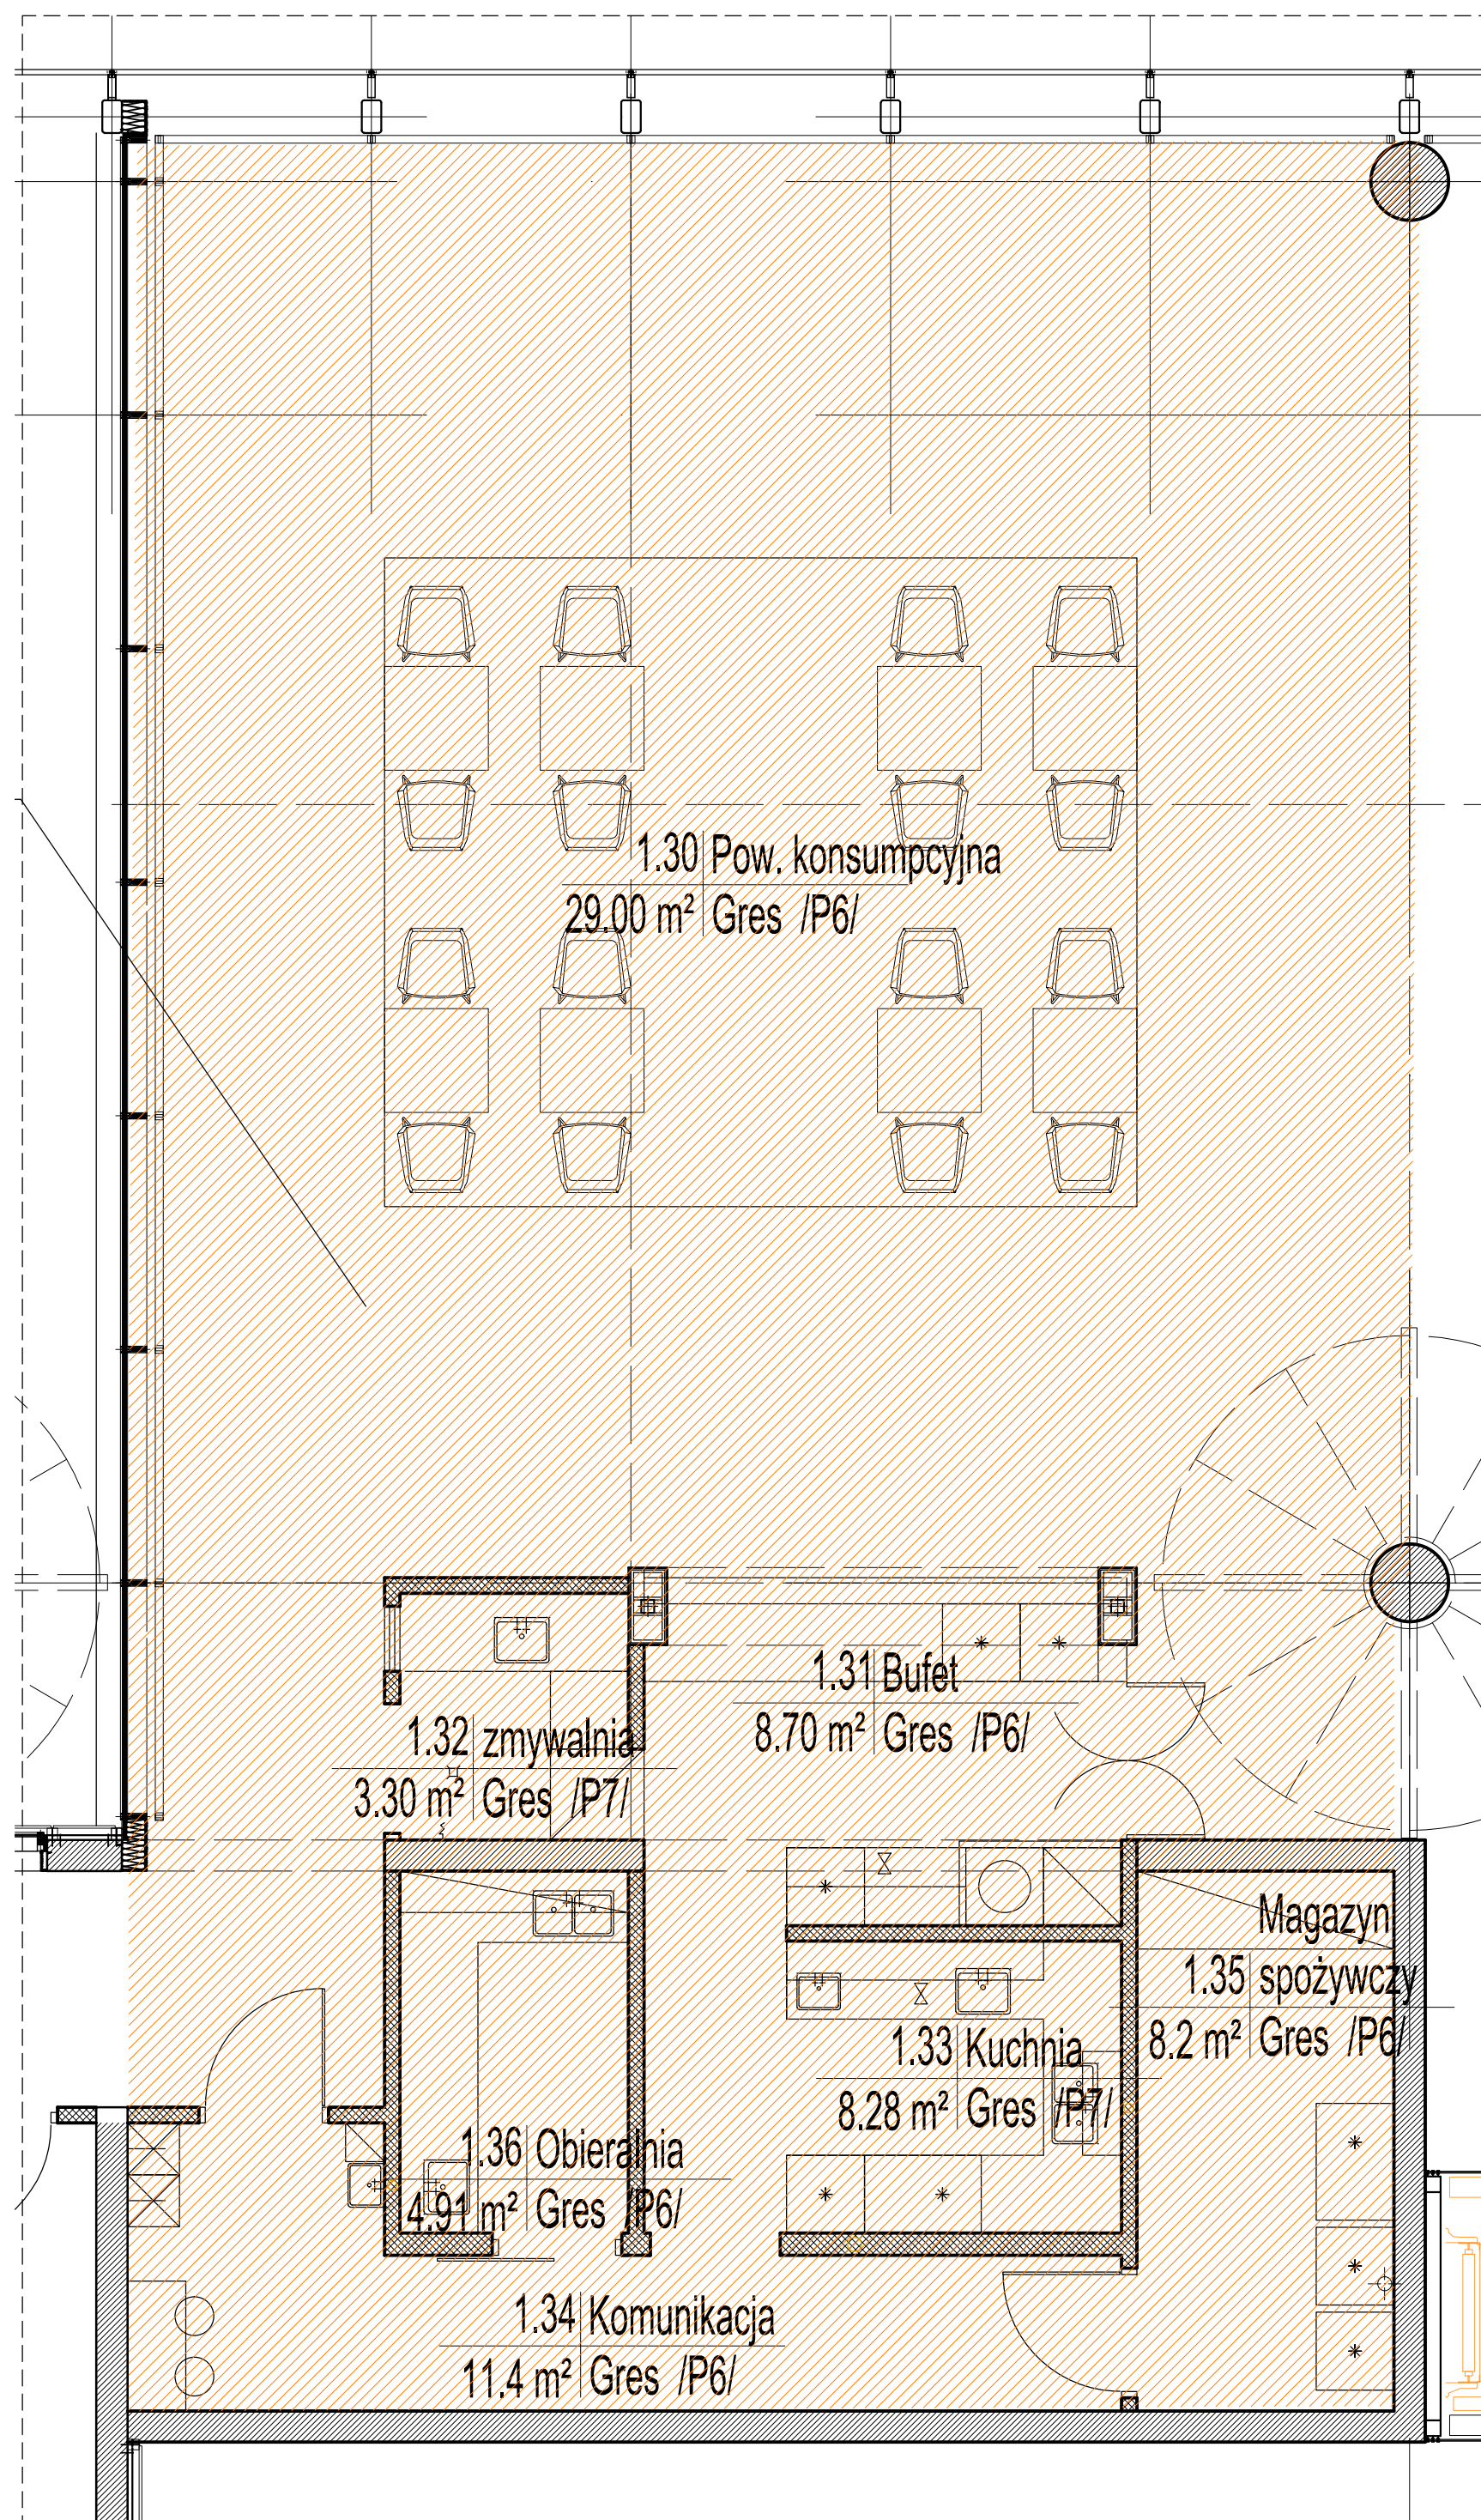 1.30 Pow. konsumpcyjna
29.00 m² Gres /P6/
1.31 Bufet
8.70 m² Gres /P6/
1.32 zmywalnia
3.30 m² Gres /P7/
Magazyn
1.35 spożywczy
8.2 m² Gres /P6/
1.33 Kuchnia
8.28 m² Gres /P7/
1.36 Obieralnia
4.91 m² Gres /P6/
1.34 Komunikacja
11.4 m² Gres /P6/